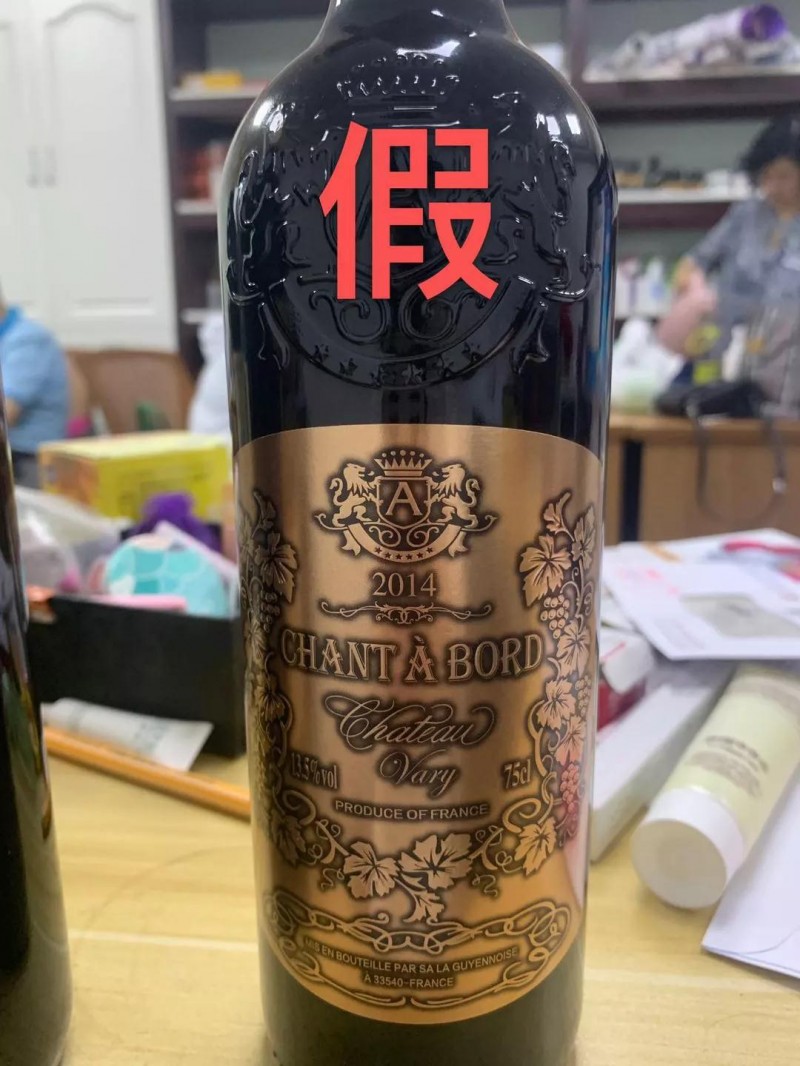 假
A
2014
CHANT À BORD
Chateau
Vary
13.5%vol
75cl
PRODUCE OF FRANCE
MIS EN BOUTEILLE PAR SA LA GUYENNOISE
À 33540-FRANCE